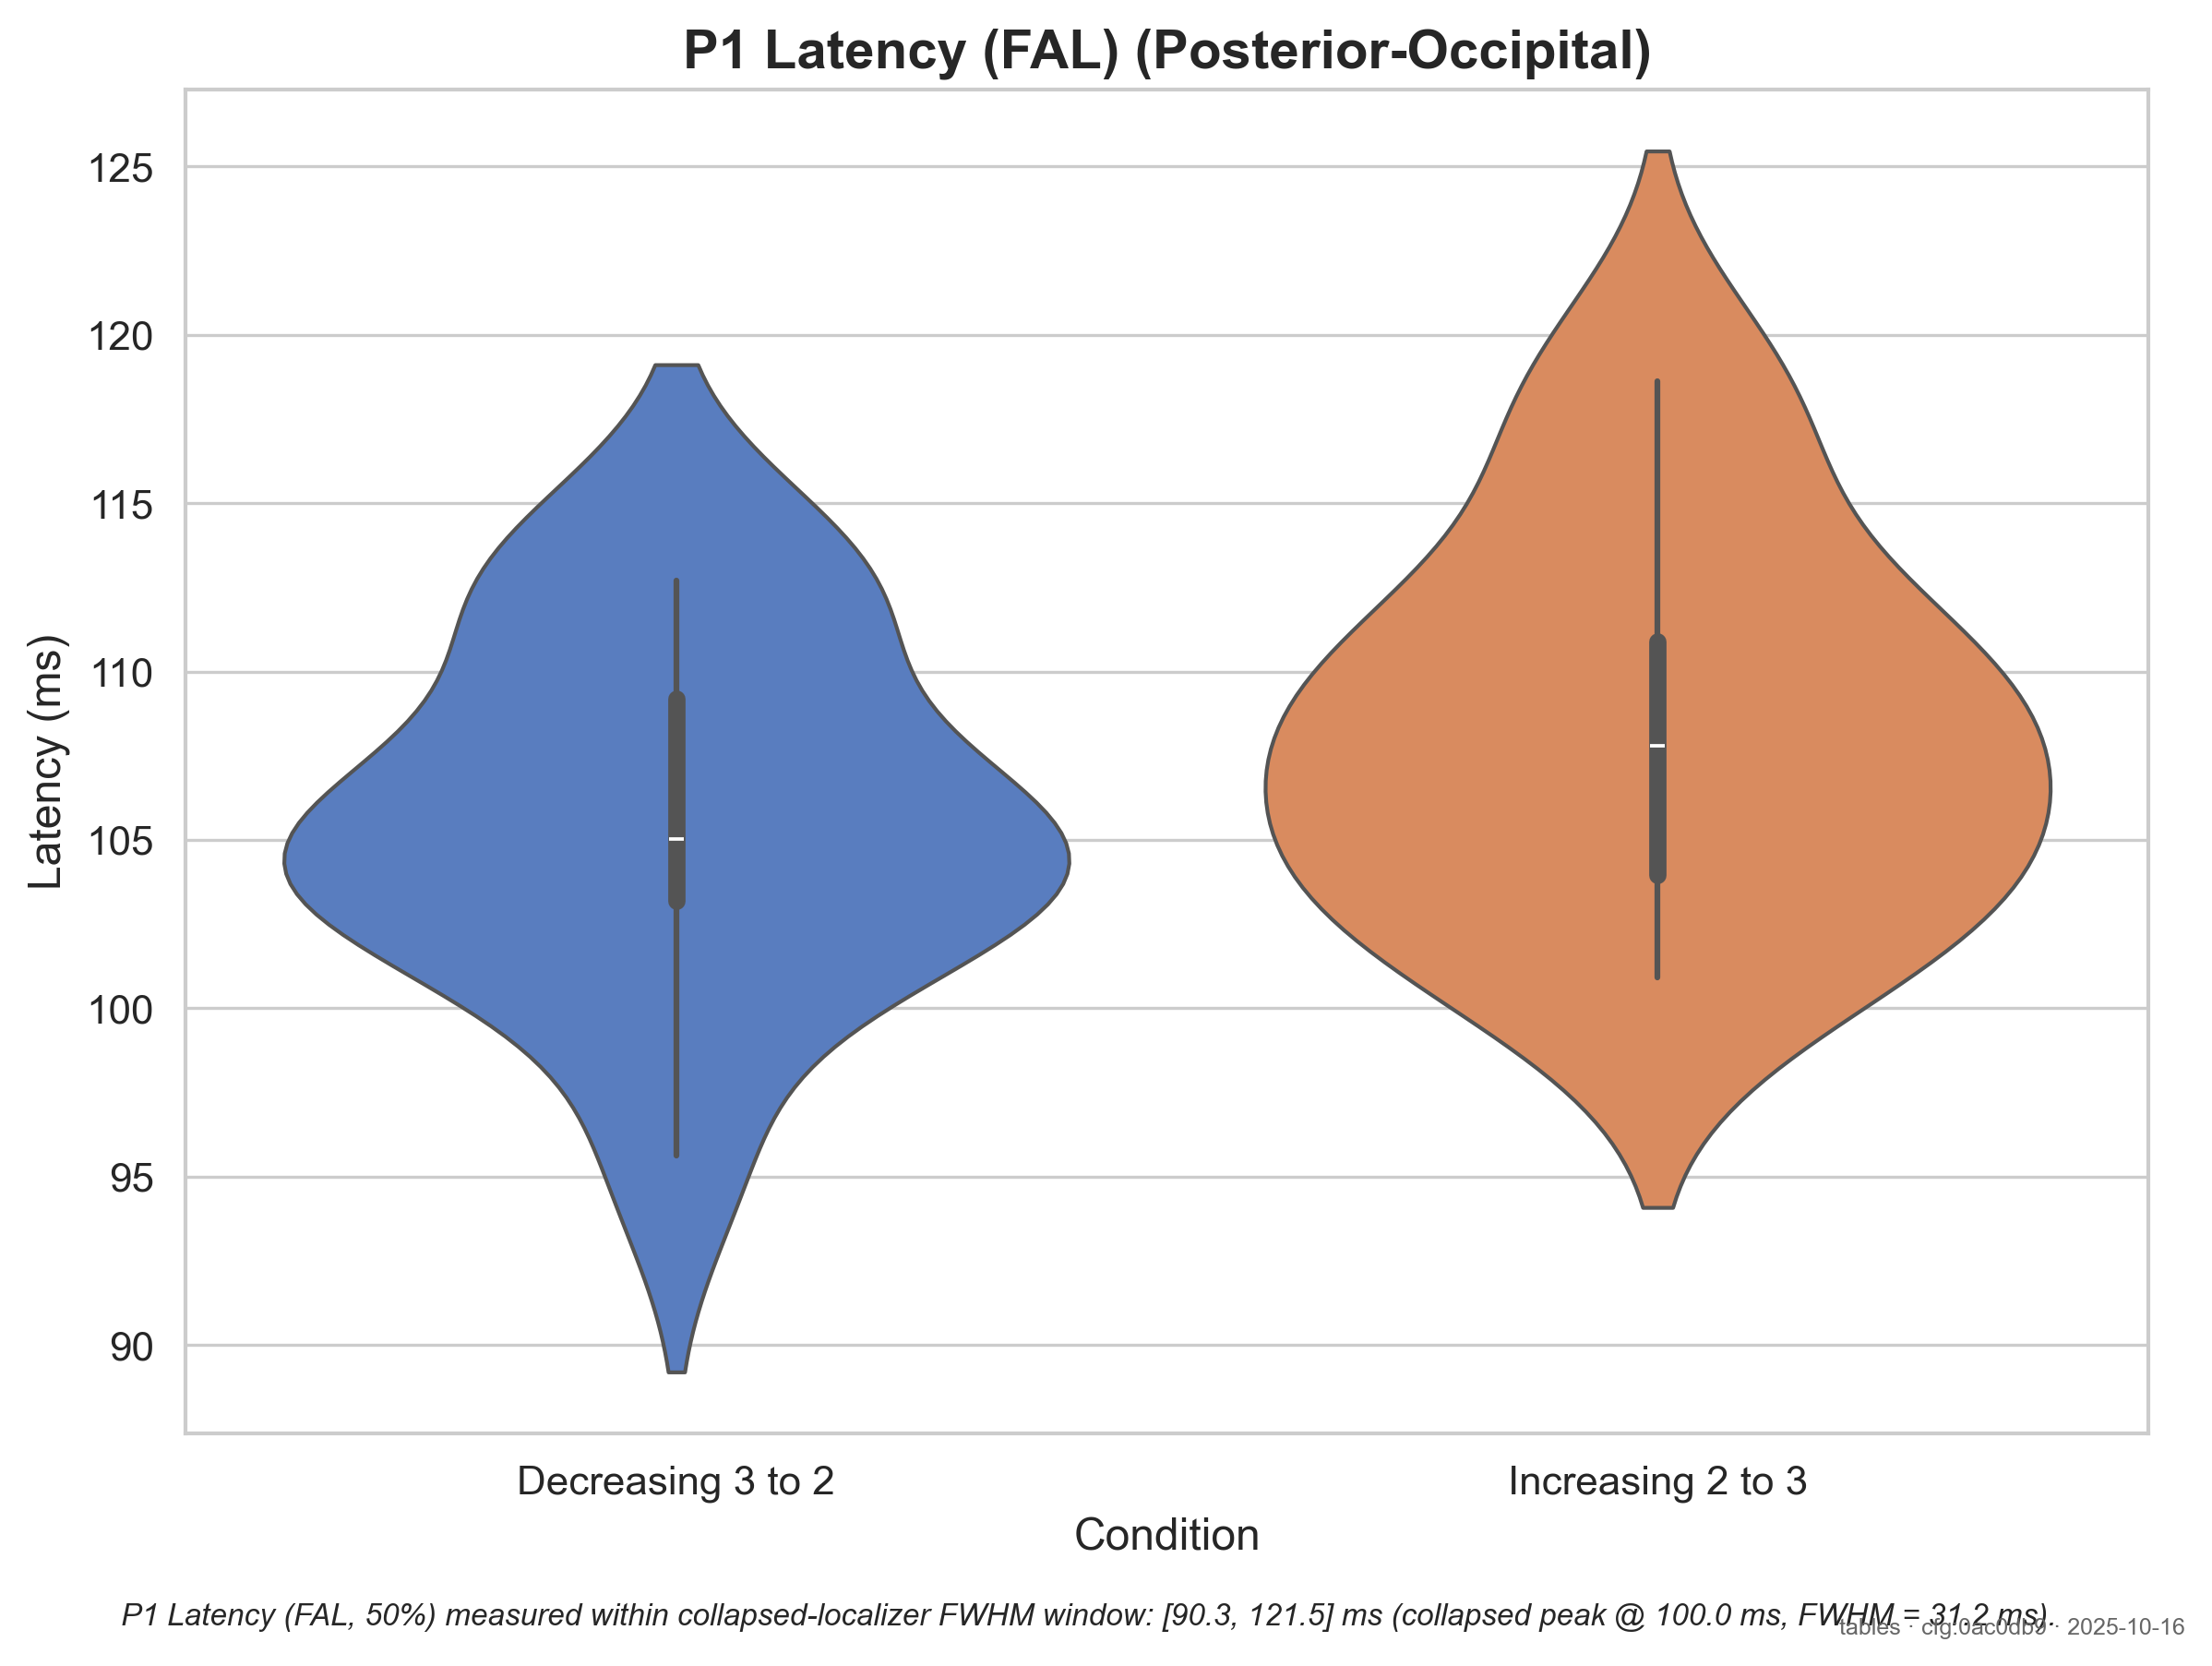 P1 Latency (FAL) (Posterior-Occipital)
125
120
115
110
105
100
95
90
Latency (ms)
Decreasing 3 to 2
Increasing 2 to 3
Condition
P1 Latency (FAL, 50%) measured within collapsed-localizer FWHM window: [90.3, 121.5] ms (collapsed peak @ 100.0 ms, FWHM = 31.2 ms).
tables · cfg:0ac0db9 · 2025-10-16